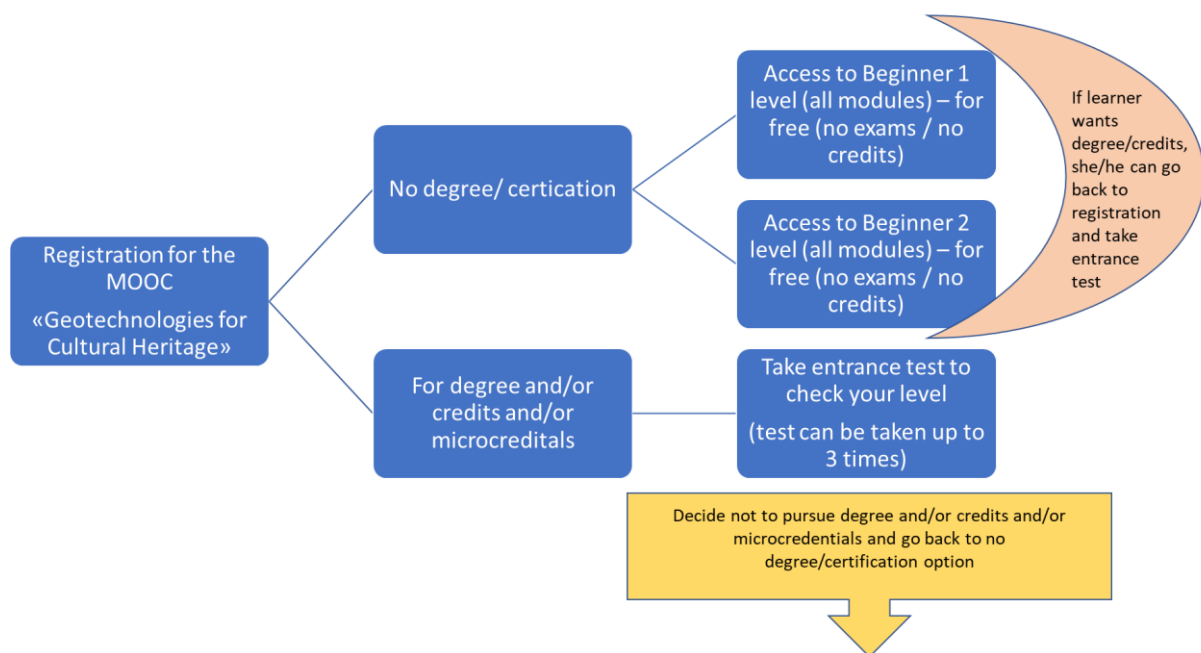 Registration for the
MOOC
«Geotechnologies for
Cultural Heritage»
No degree/ certication
Access to Beginner 1
level (all modules) – for
free (no exams / no
credits)
Access to Beginner 2
level (all modules) – for
free (no exams / no
credits)
If learner
wants
degree/credits,
she/he can go
back to
registration
and take
entrance
test
For degree and/or
credits and/or
microcreditals
Take entrance test to
check your level
(test can be taken up to
3 times)
Decide not to pursue degree and/or credits and/or
microcredentials and go back to no
degree/certification option